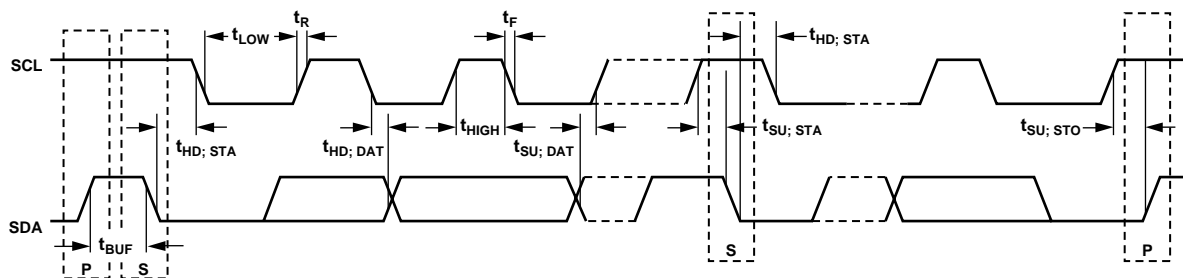 tR
tF
tLOW
tHD; STA
SCL
tHD; STA
tHD; DAT
tHIGH
tSU; DAT
tSU; STA
tSU; STO
SDA
tBUF
P
S
S
P